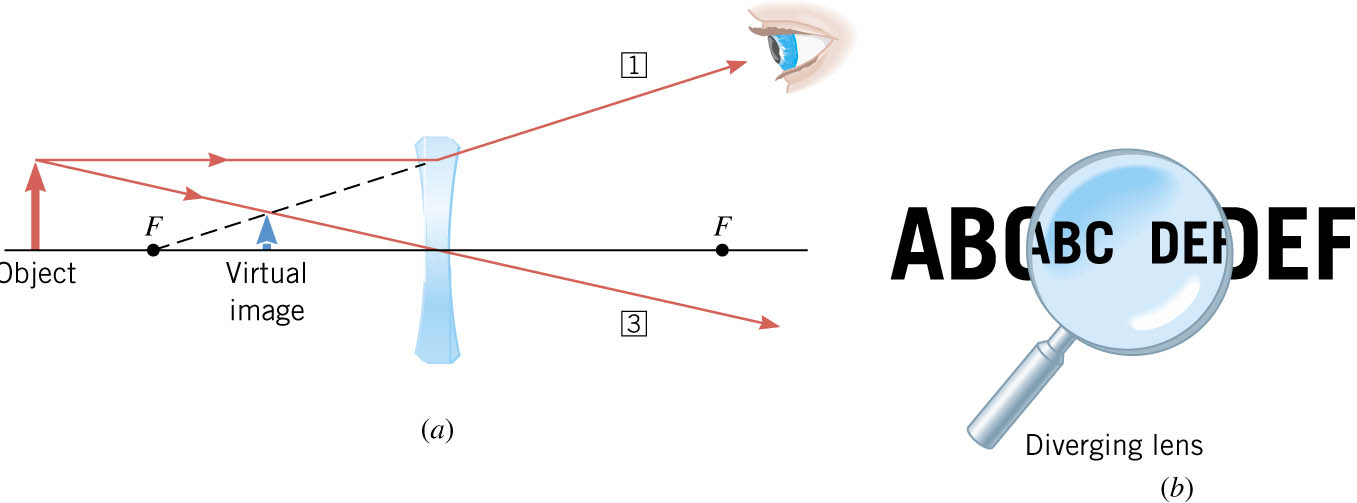 1
F
F
Object
Virtual
image
3
(a)
ABC
ABC DEF
DEF
Diverging lens
(b)